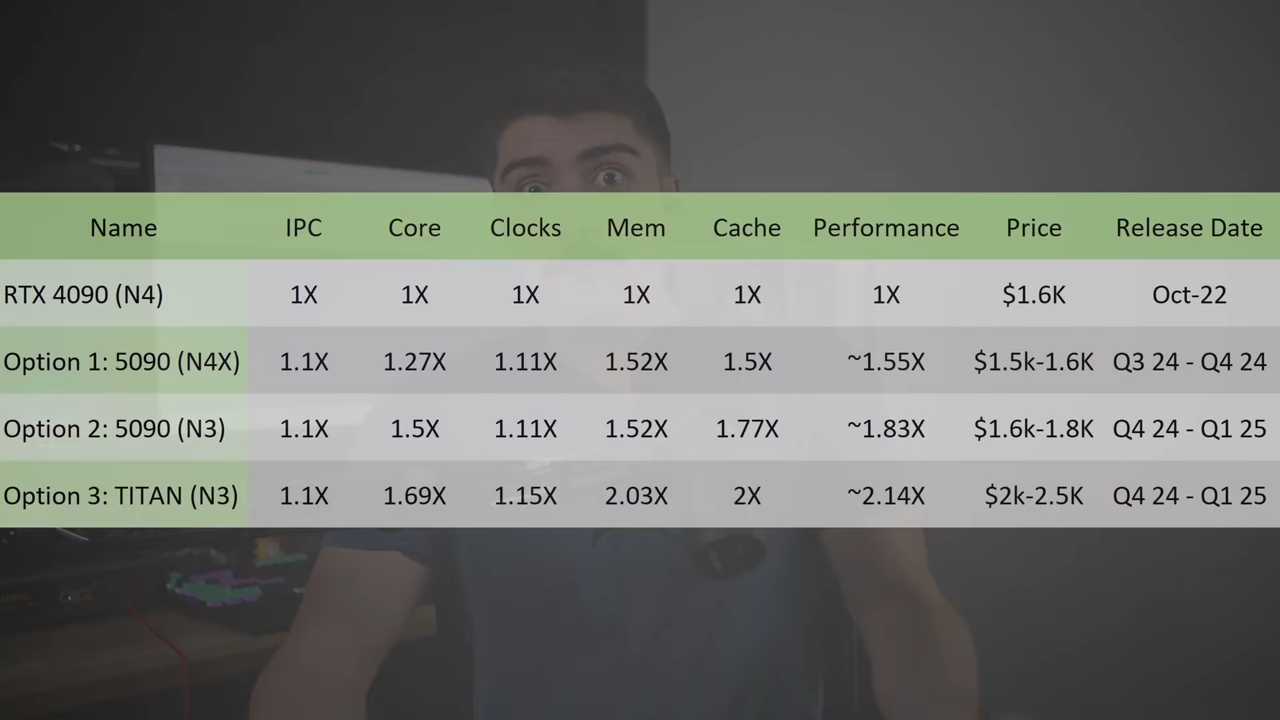 Name IPC Core Clocks Mem Cache Performance Price Release Date
RTX 4090 (N4) 1X 1X 1X 1X 1X 1X $1.6K Oct-22
Option 1: 5090 (N4X) 1.1X 1.27X 1.11X 1.52X 1.5X ~1.55X $1.5k-1.6K Q3 24 - Q4 24
Option 2: 5090 (N3) 1.1X 1.5X 1.11X 1.52X 1.77X ~1.83X $1.6k-1.8K Q4 24 - Q1 25
Option 3: TITAN (N3) 1.1X 1.69X 1.15X 2.03X 2X ~2.14X $2k-2.5K Q4 24 - Q1 25